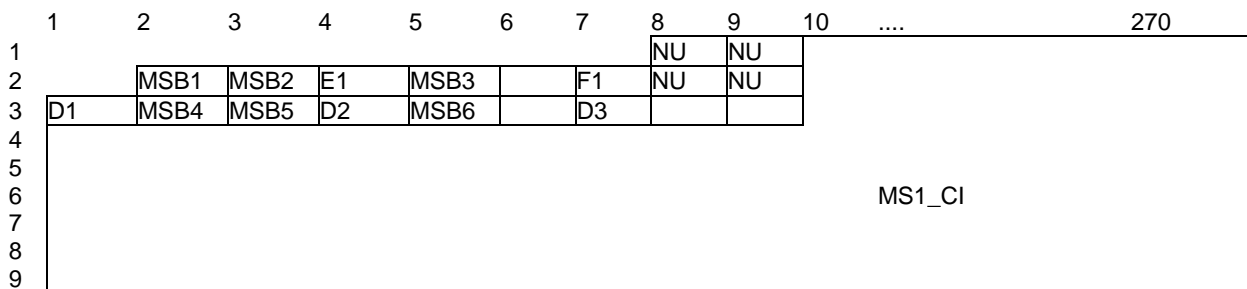 1 2 3 4 5 6 7 8 9 10 .... 270
1 NU NU
2 MSB1 MSB2 E1 MSB3 F1 NU NU
3 D1 MSB4 MSB5 D2 MSB6 D3
4
5
6 MS1_CI
7
8
9